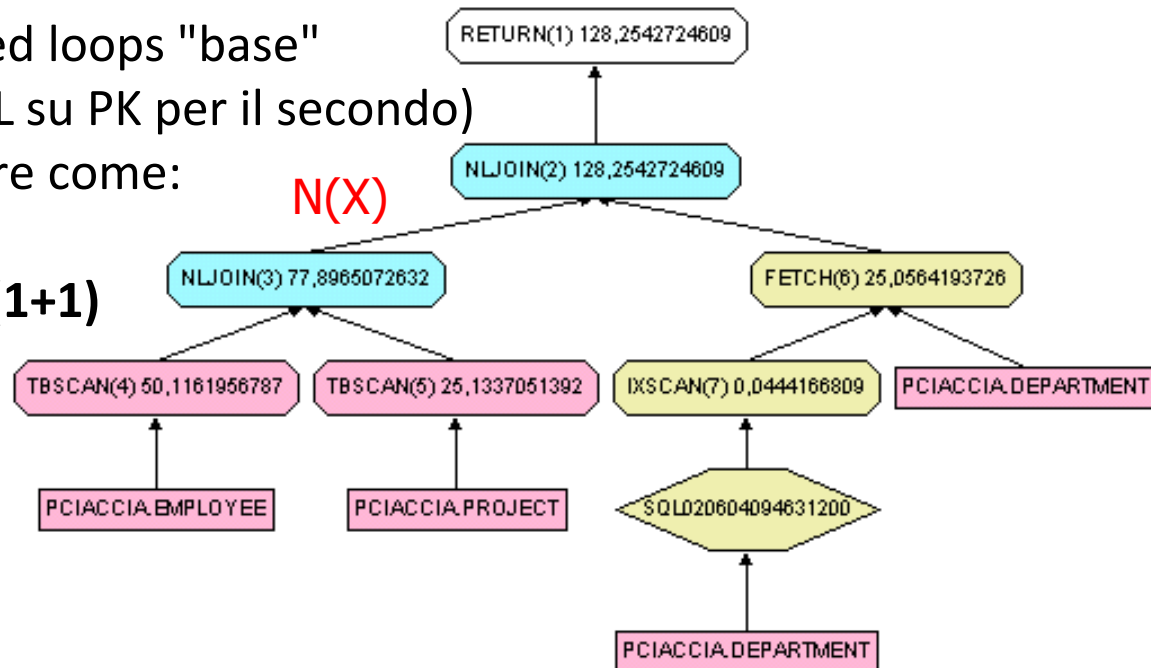 ed loops "base"
L su PK per il secondo)
re come:
1+1)
N(X)
RETURN(1) 128,2542724609
NLJOIN(2) 128,2542724609
NLJOIN(3) 77,8965072632
FETCH(6) 25,0564193726
TBSCAN(4) 50,1161956787
TBSCAN(5) 25,1337051392
IXSCAN(7) 0,0444166809
PCIACCIA.DEPARTMENT
PCIACCIA.EMPLOYEE
PCIACCIA.PROJECT
SQL020604094631200
PCIACCIA.DEPARTMENT